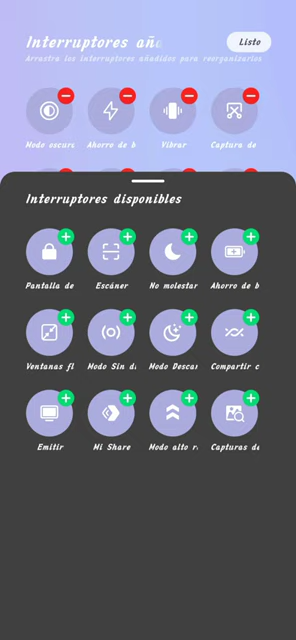 Interruptores aña
Listo
Arrastra los interruptores añadidos para reorganizarlos
Modo oscuro
Ahorro de b
Vibrar
Captura de
Interruptores disponibles
Pantalla de
Escáner
No molestar
Ahorro de b
Ventanas fl
Modo Sin di
Modo Descan
Compartir c
Emitir
Mi Share
Modo alto r
Capturas de